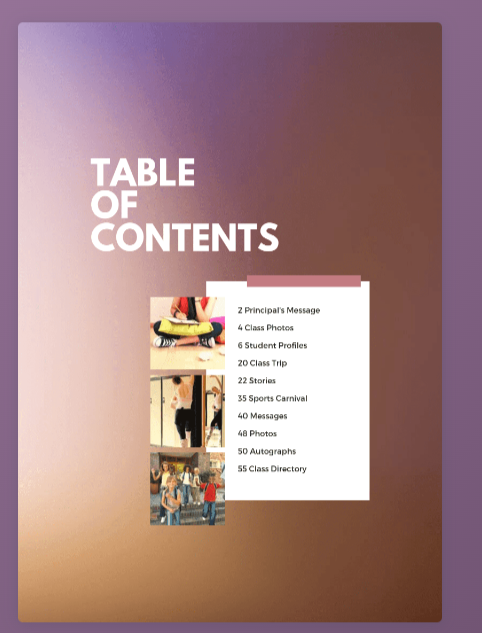 TABLE
OF
CONTENTS
2 Principal's Message
4 Class Photos
6 Student Profiles
20 Class Trip
22 Stories
35 Sports Carnival
40 Messages
48 Photos
50 Autographs
55 Class Directory